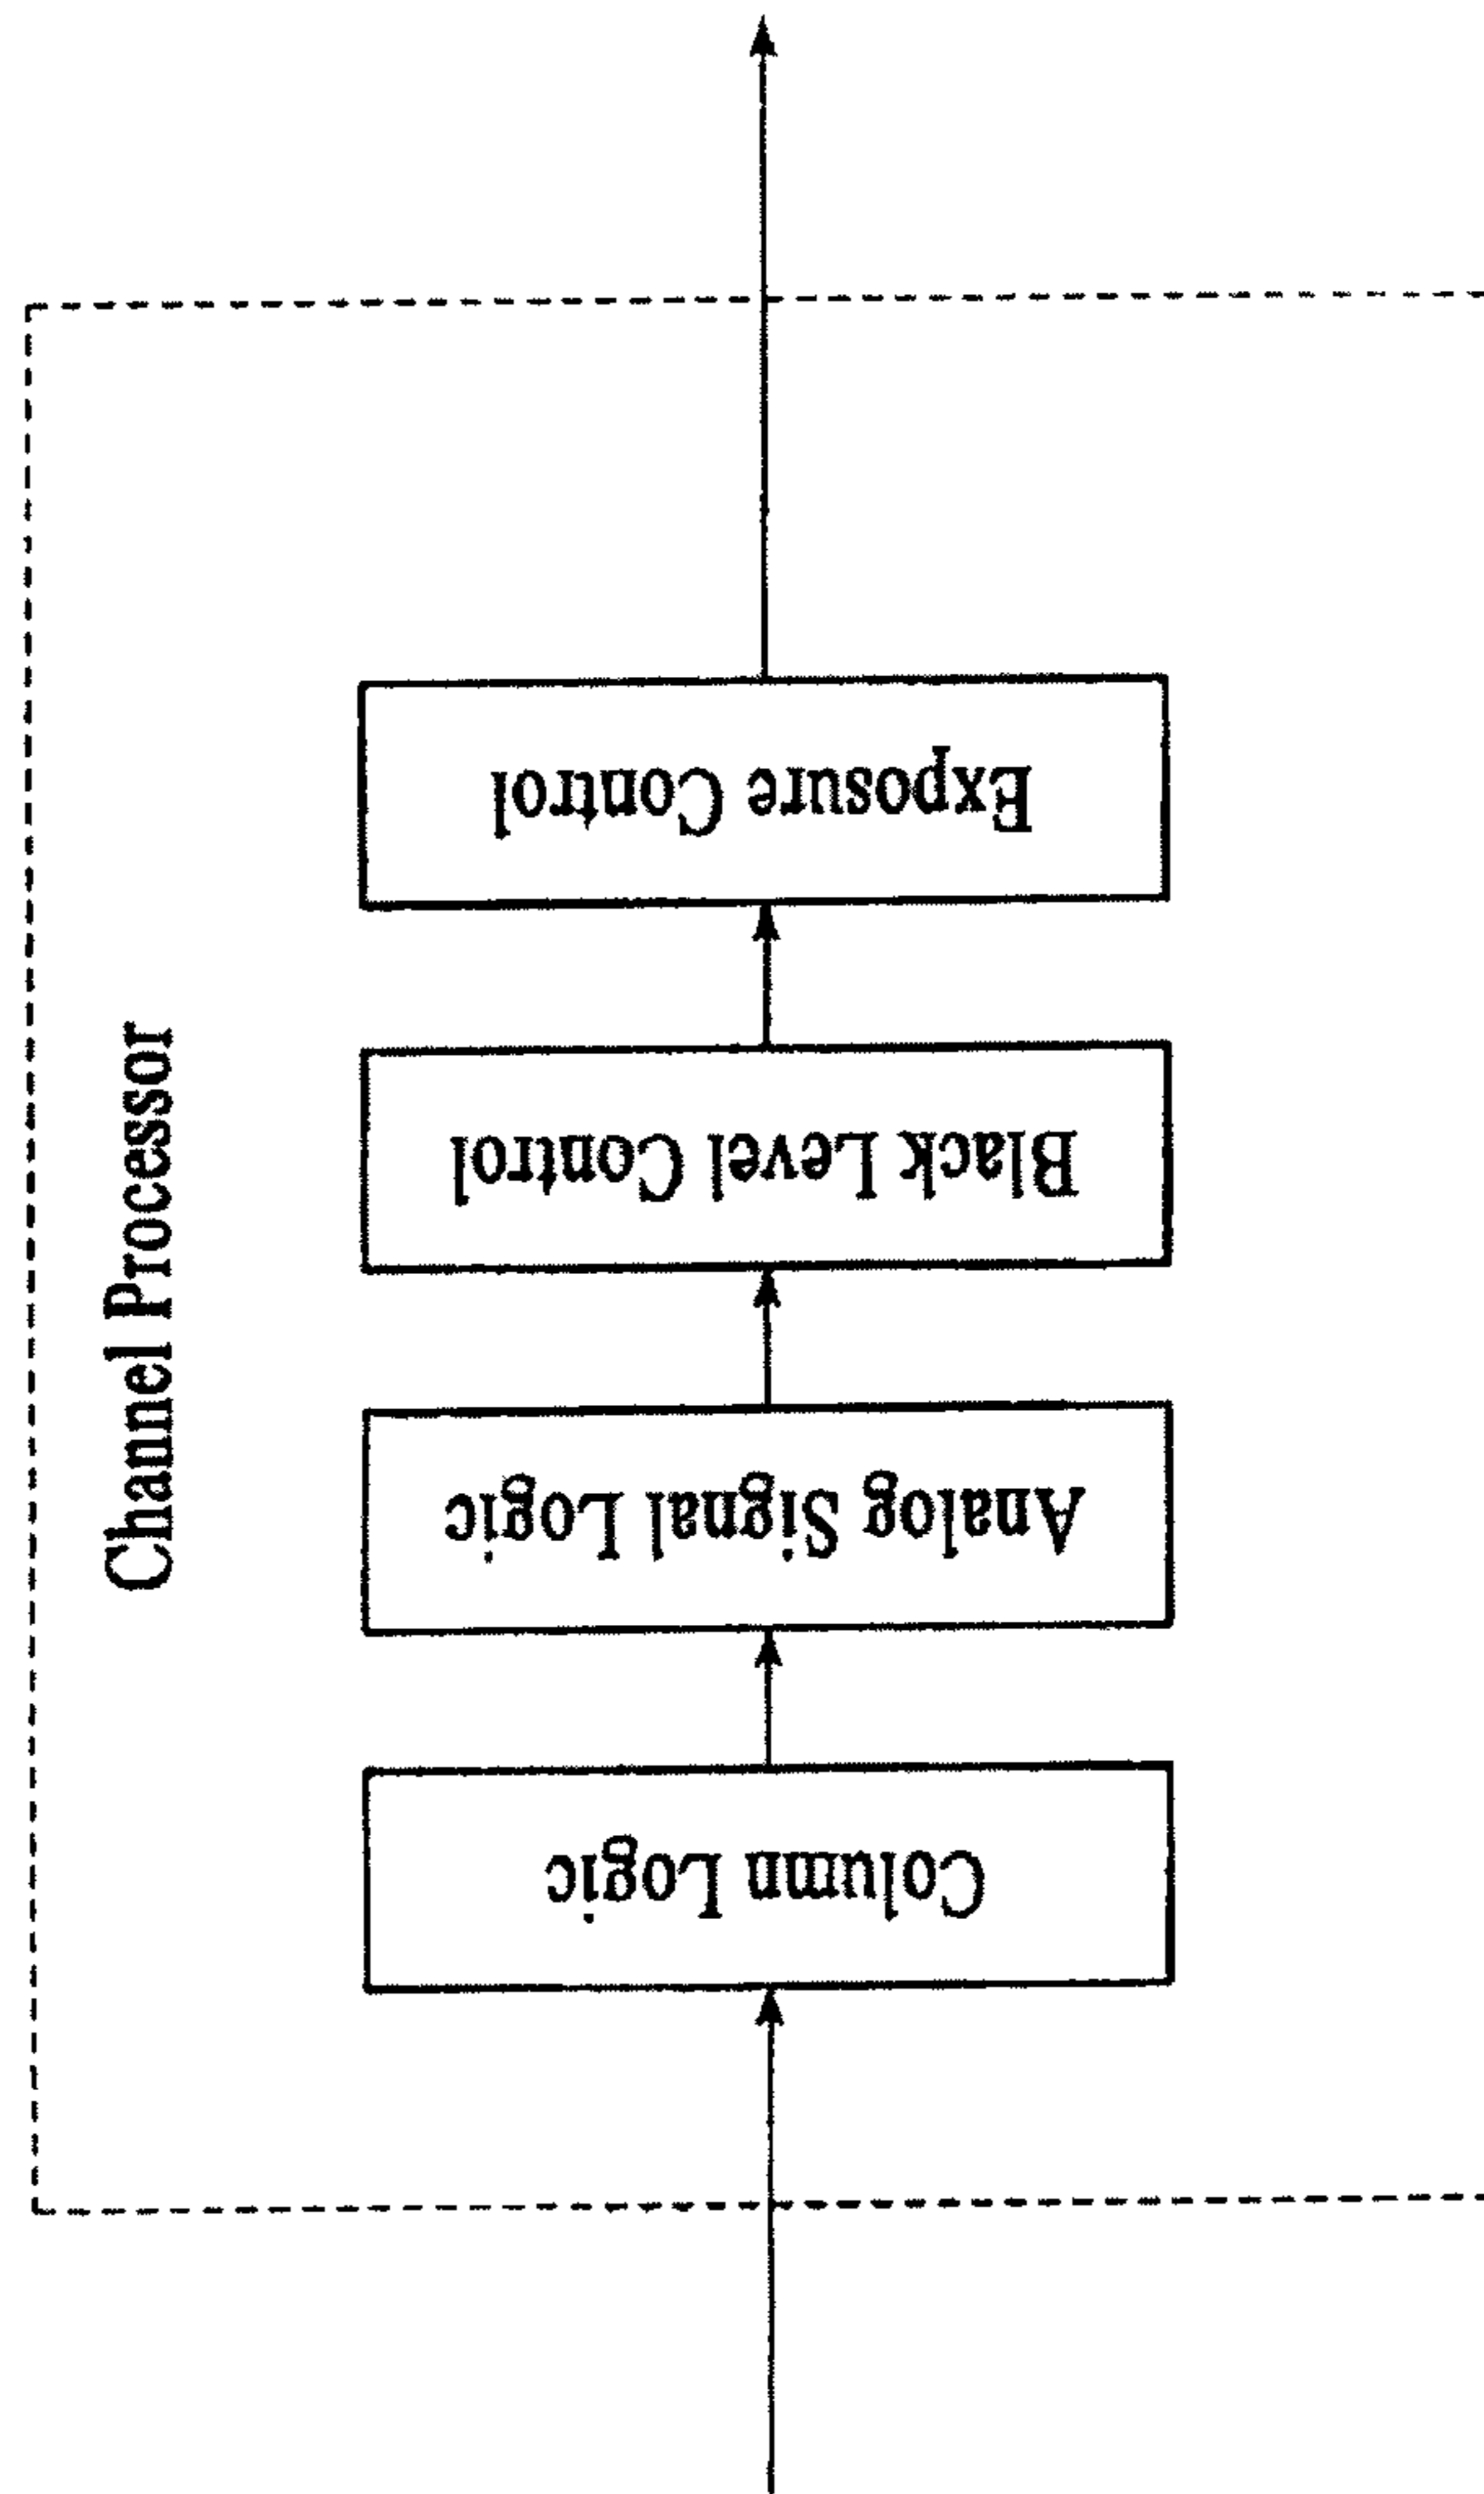 Channel Processor
Column Logic
Analog Signal Logic
Black Level Control
Exposure Control